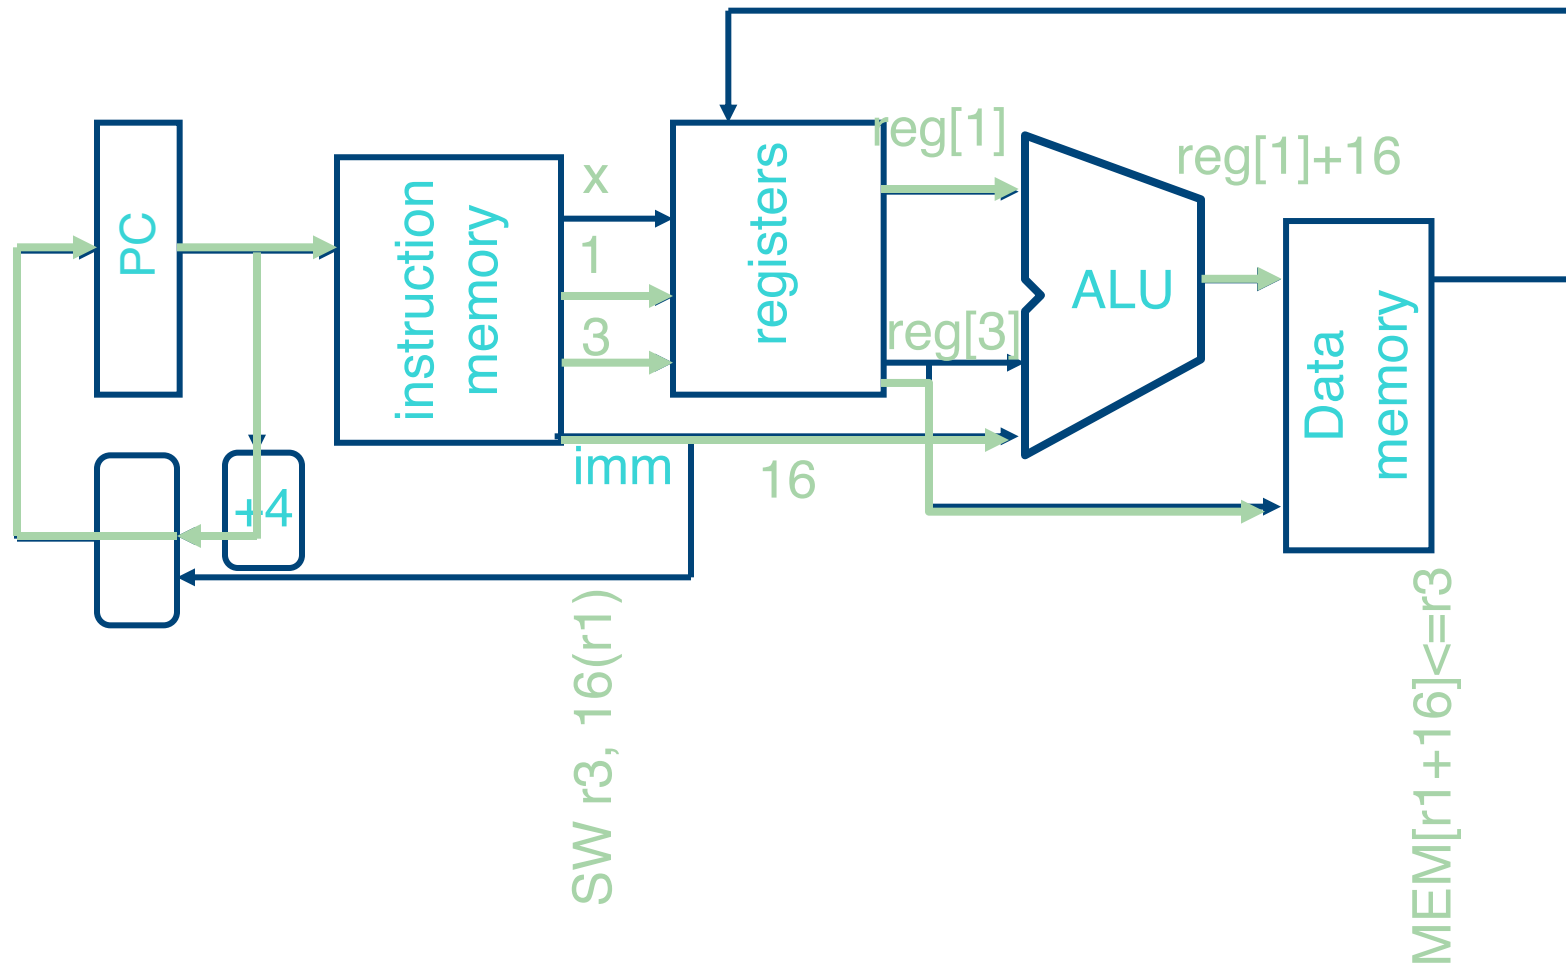 PC
instruction
memory
x
1
3
registers
reg[1]
reg[3]
ALU
reg[1]+16
Data
memory
+4
imm
16
SW r3, 16(r1)
MEM[r1+16]<=r3